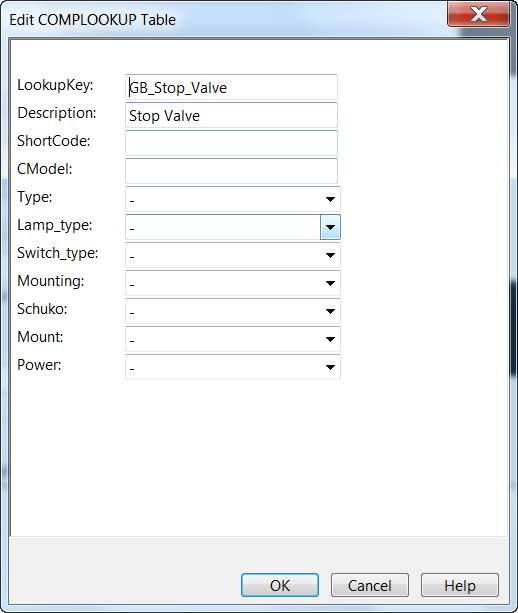 Edit COMPLOOKUP Table
LookupKey: GB_Stop_Valve
Description: Stop Valve
ShortCode:
CModel:
Type: -
Lamp_type: -
Switch_type: -
Mounting: -
Schuko: -
Mount: -
Power: -
OK Cancel Help